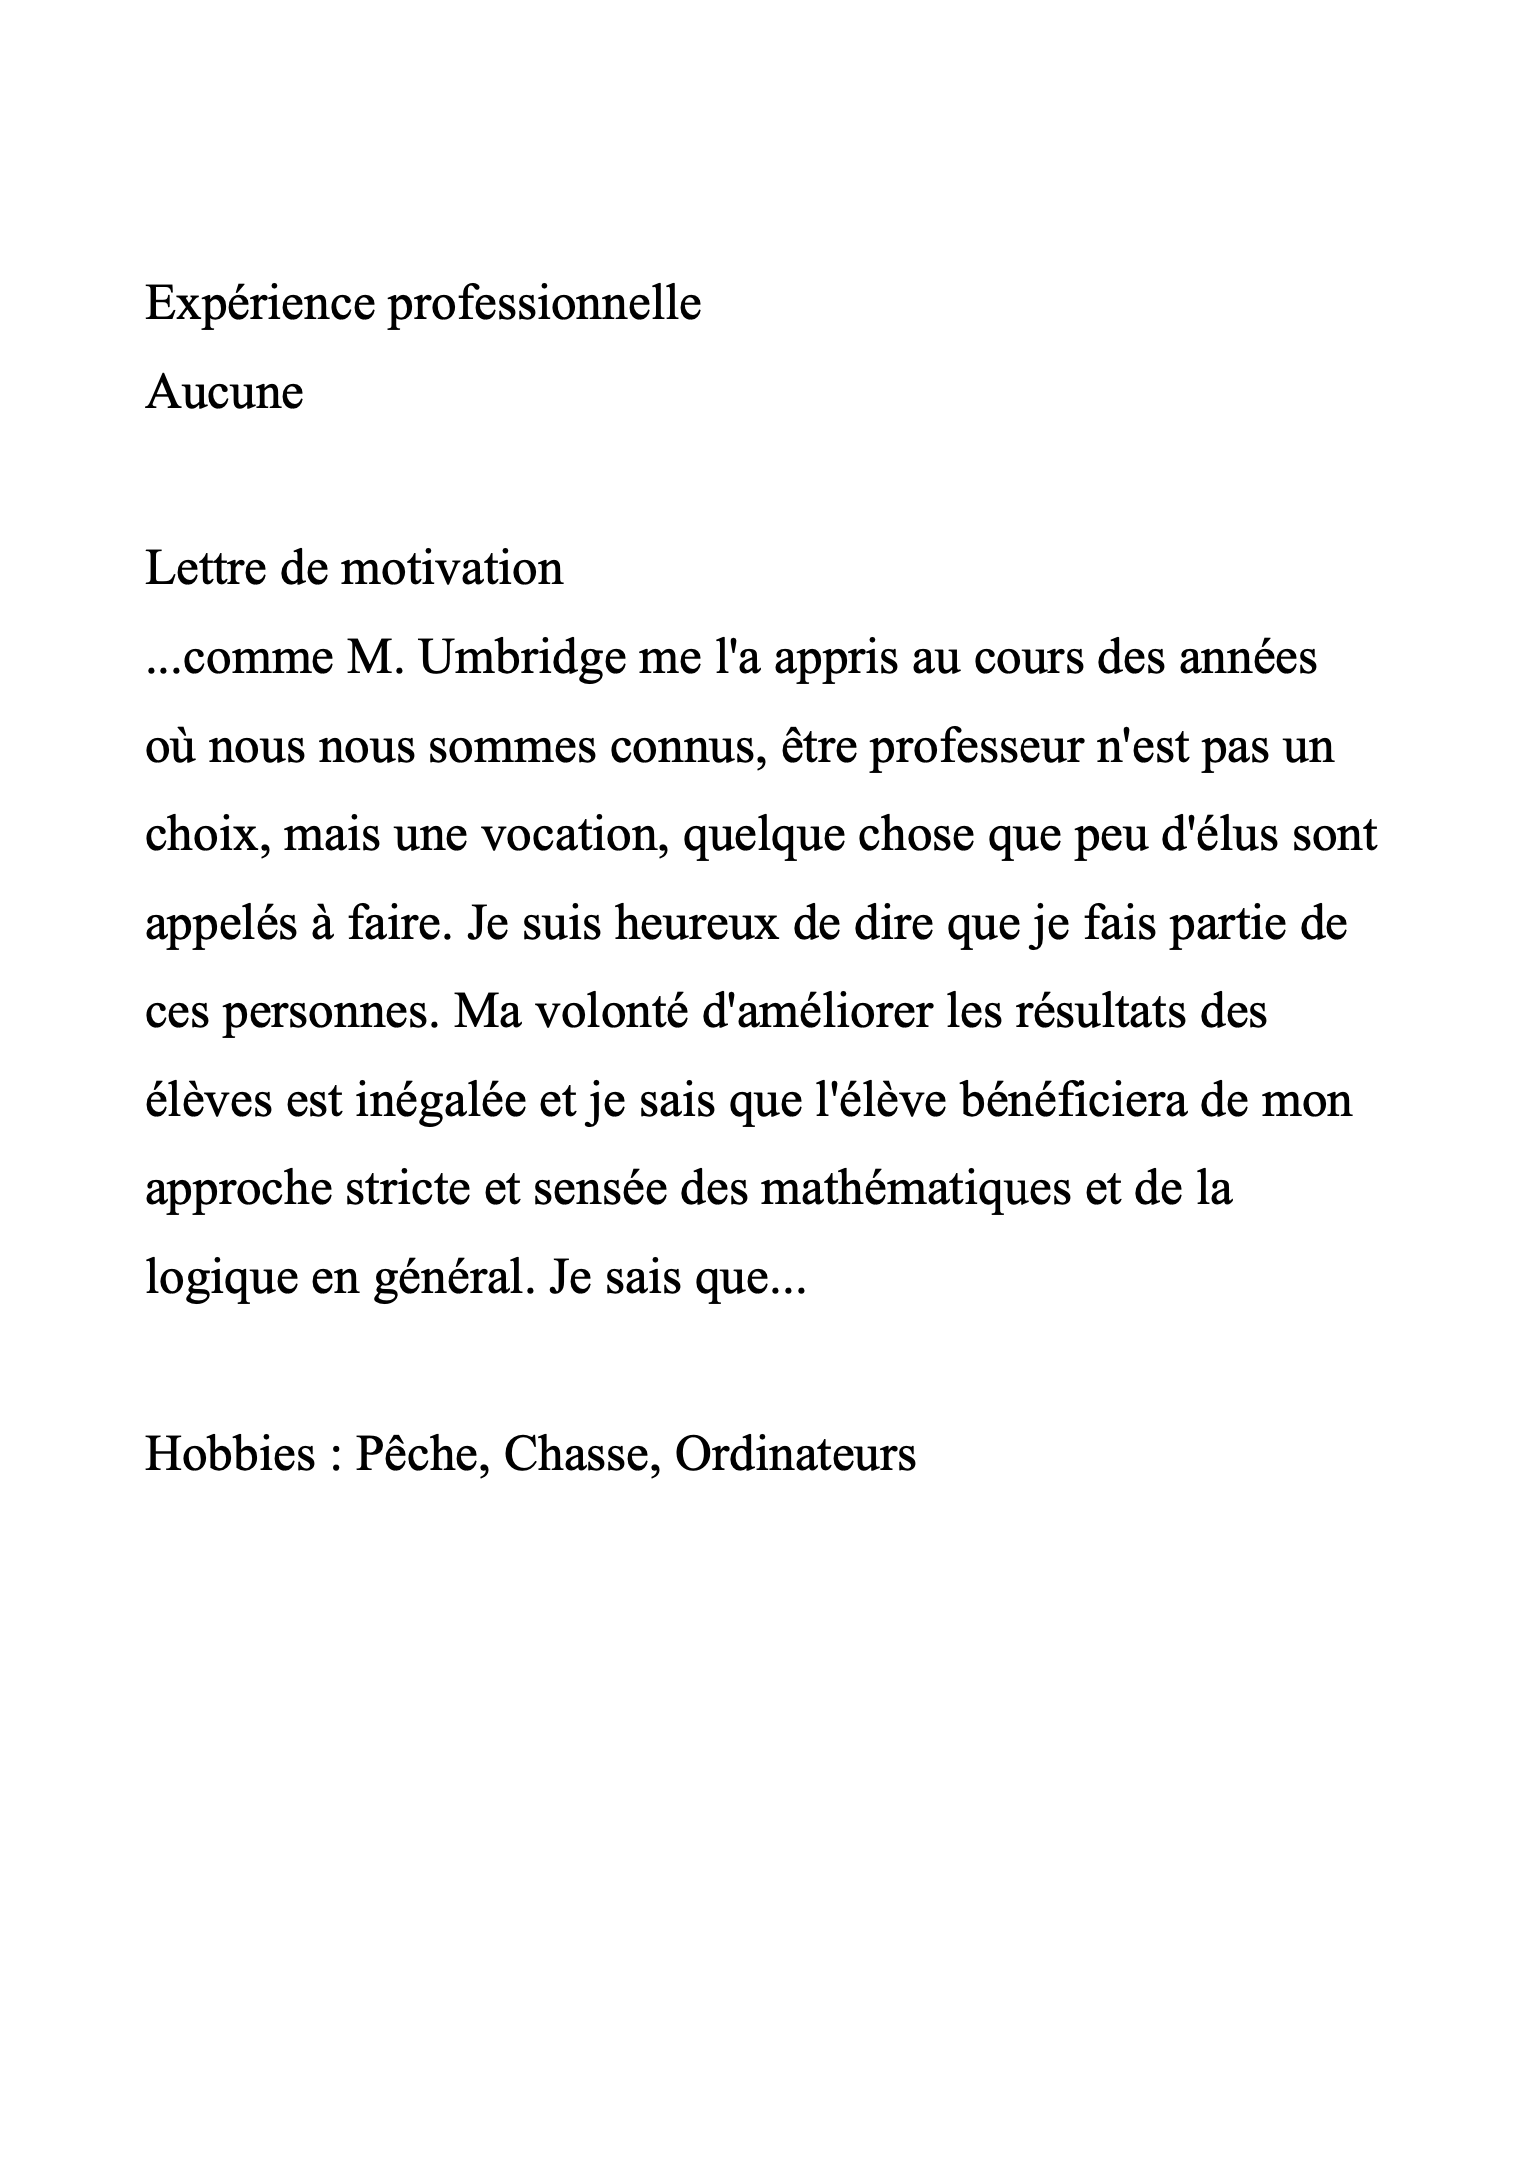 Expérience professionnelle
Aucune
Lettre de motivation
...comme M. Umbridge me l'a appris au cours des années
où nous nous sommes connus, être professeur n'est pas un
choix, mais une vocation, quelque chose que peu d'élus sont
appelés à faire. Je suis heureux de dire que je fais partie de
ces personnes. Ma volonté d'améliorer les résultats des
élèves est inégalée et je sais que l'élève bénéficiera de mon
approche stricte et sensée des mathématiques et de la
logique en général. Je sais que...
Hobbies : Pêche, Chasse, Ordinateurs